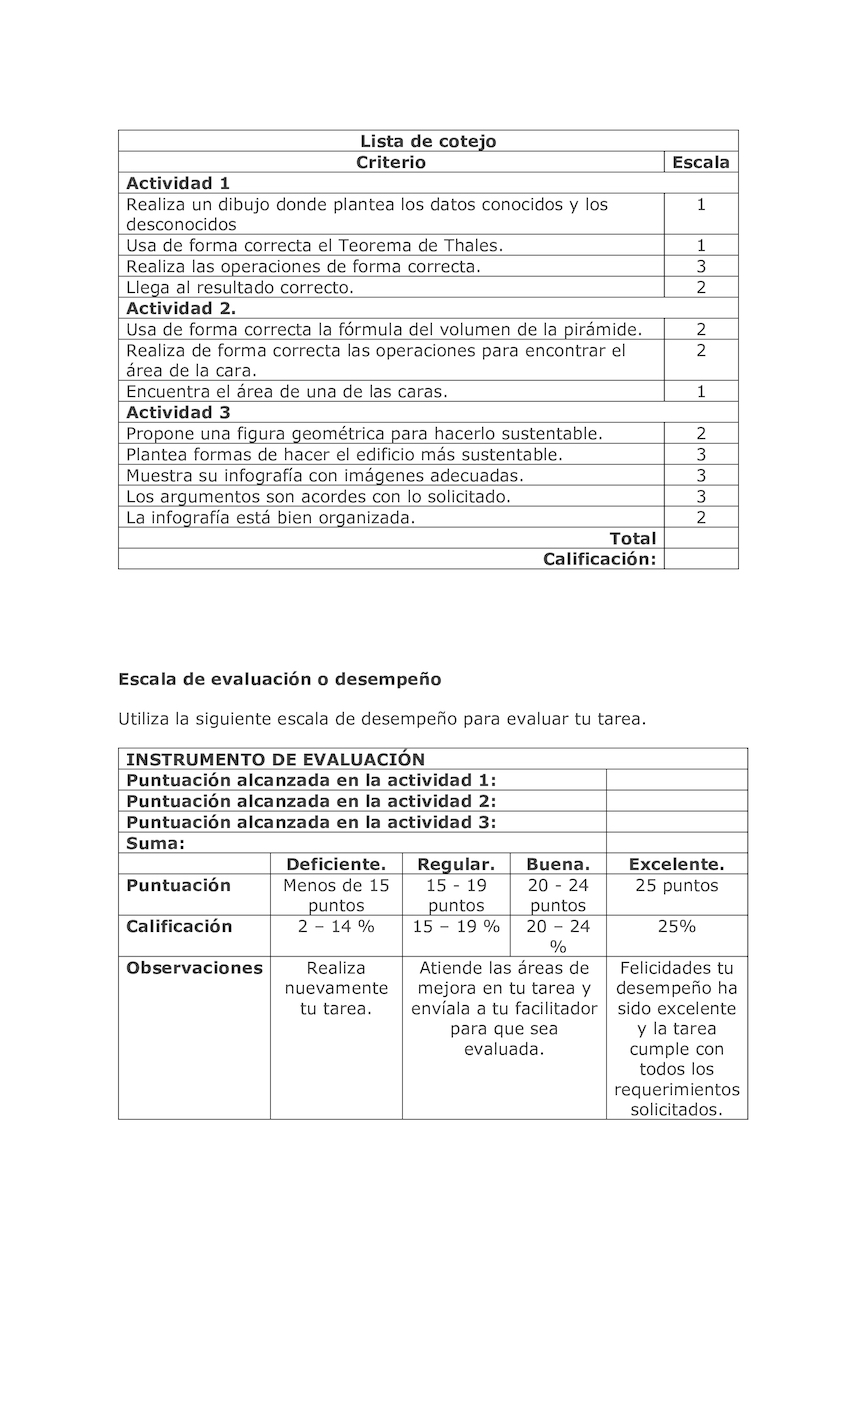 Lista de cotejo
Criterio Escala
Actividad 1
Realiza un dibujo donde plantea los datos conocidos y los 1
desconocidos
Usa de forma correcta el Teorema de Thales. 1
Realiza las operaciones de forma correcta. 3
Llega al resultado correcto. 2
Actividad 2.
Usa de forma correcta la fórmula del volumen de la pirámide. 2
Realiza de forma correcta las operaciones para encontrar el 2
área de la cara.
Encuentra el área de una de las caras. 1
Actividad 3
Propone una figura geométrica para hacerlo sustentable. 2
Plantea formas de hacer el edificio más sustentable. 3
Muestra su infografía con imágenes adecuadas. 3
Los argumentos son acordes con lo solicitado. 3
La infografía está bien organizada. 2
Total
Calificación:
Escala de evaluación o desempeño
Utiliza la siguiente escala de desempeño para evaluar tu tarea.
INSTRUMENTO DE EVALUACIÓN
Puntuación alcanzada en la actividad 1:
Puntuación alcanzada en la actividad 2:
Puntuación alcanzada en la actividad 3:
Suma:
Deficiente. Regular. Buena. Excelente.
Puntuación Menos de 15 15 - 19 20 - 24 25 puntos
puntos puntos puntos
Calificación 2 – 14 % 15 – 19 % 20 – 24 25%
%
Observaciones Realiza Atiende las áreas de Felicidades tu
nuevamente mejora en tu tarea y desempeño ha
tu tarea. envíala a tu facilitador sido excelente
para que sea y la tarea
evaluada. cumple con
todos los
requerimientos
solicitados.